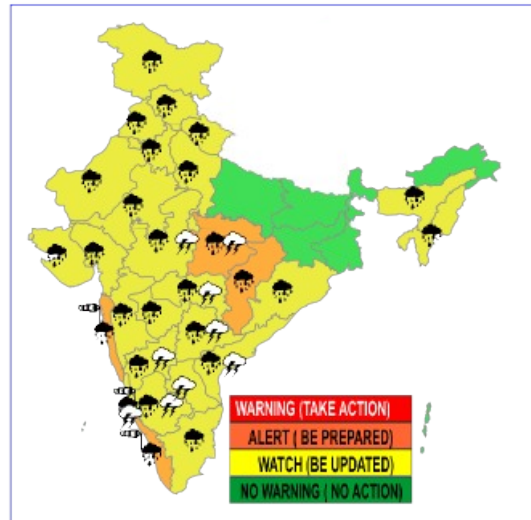 WARNING (TAKE ACTION)
ALERT ( BE PREPARED)
WATCH (BE UPDATED)
NO WARNING ( NO ACTION)